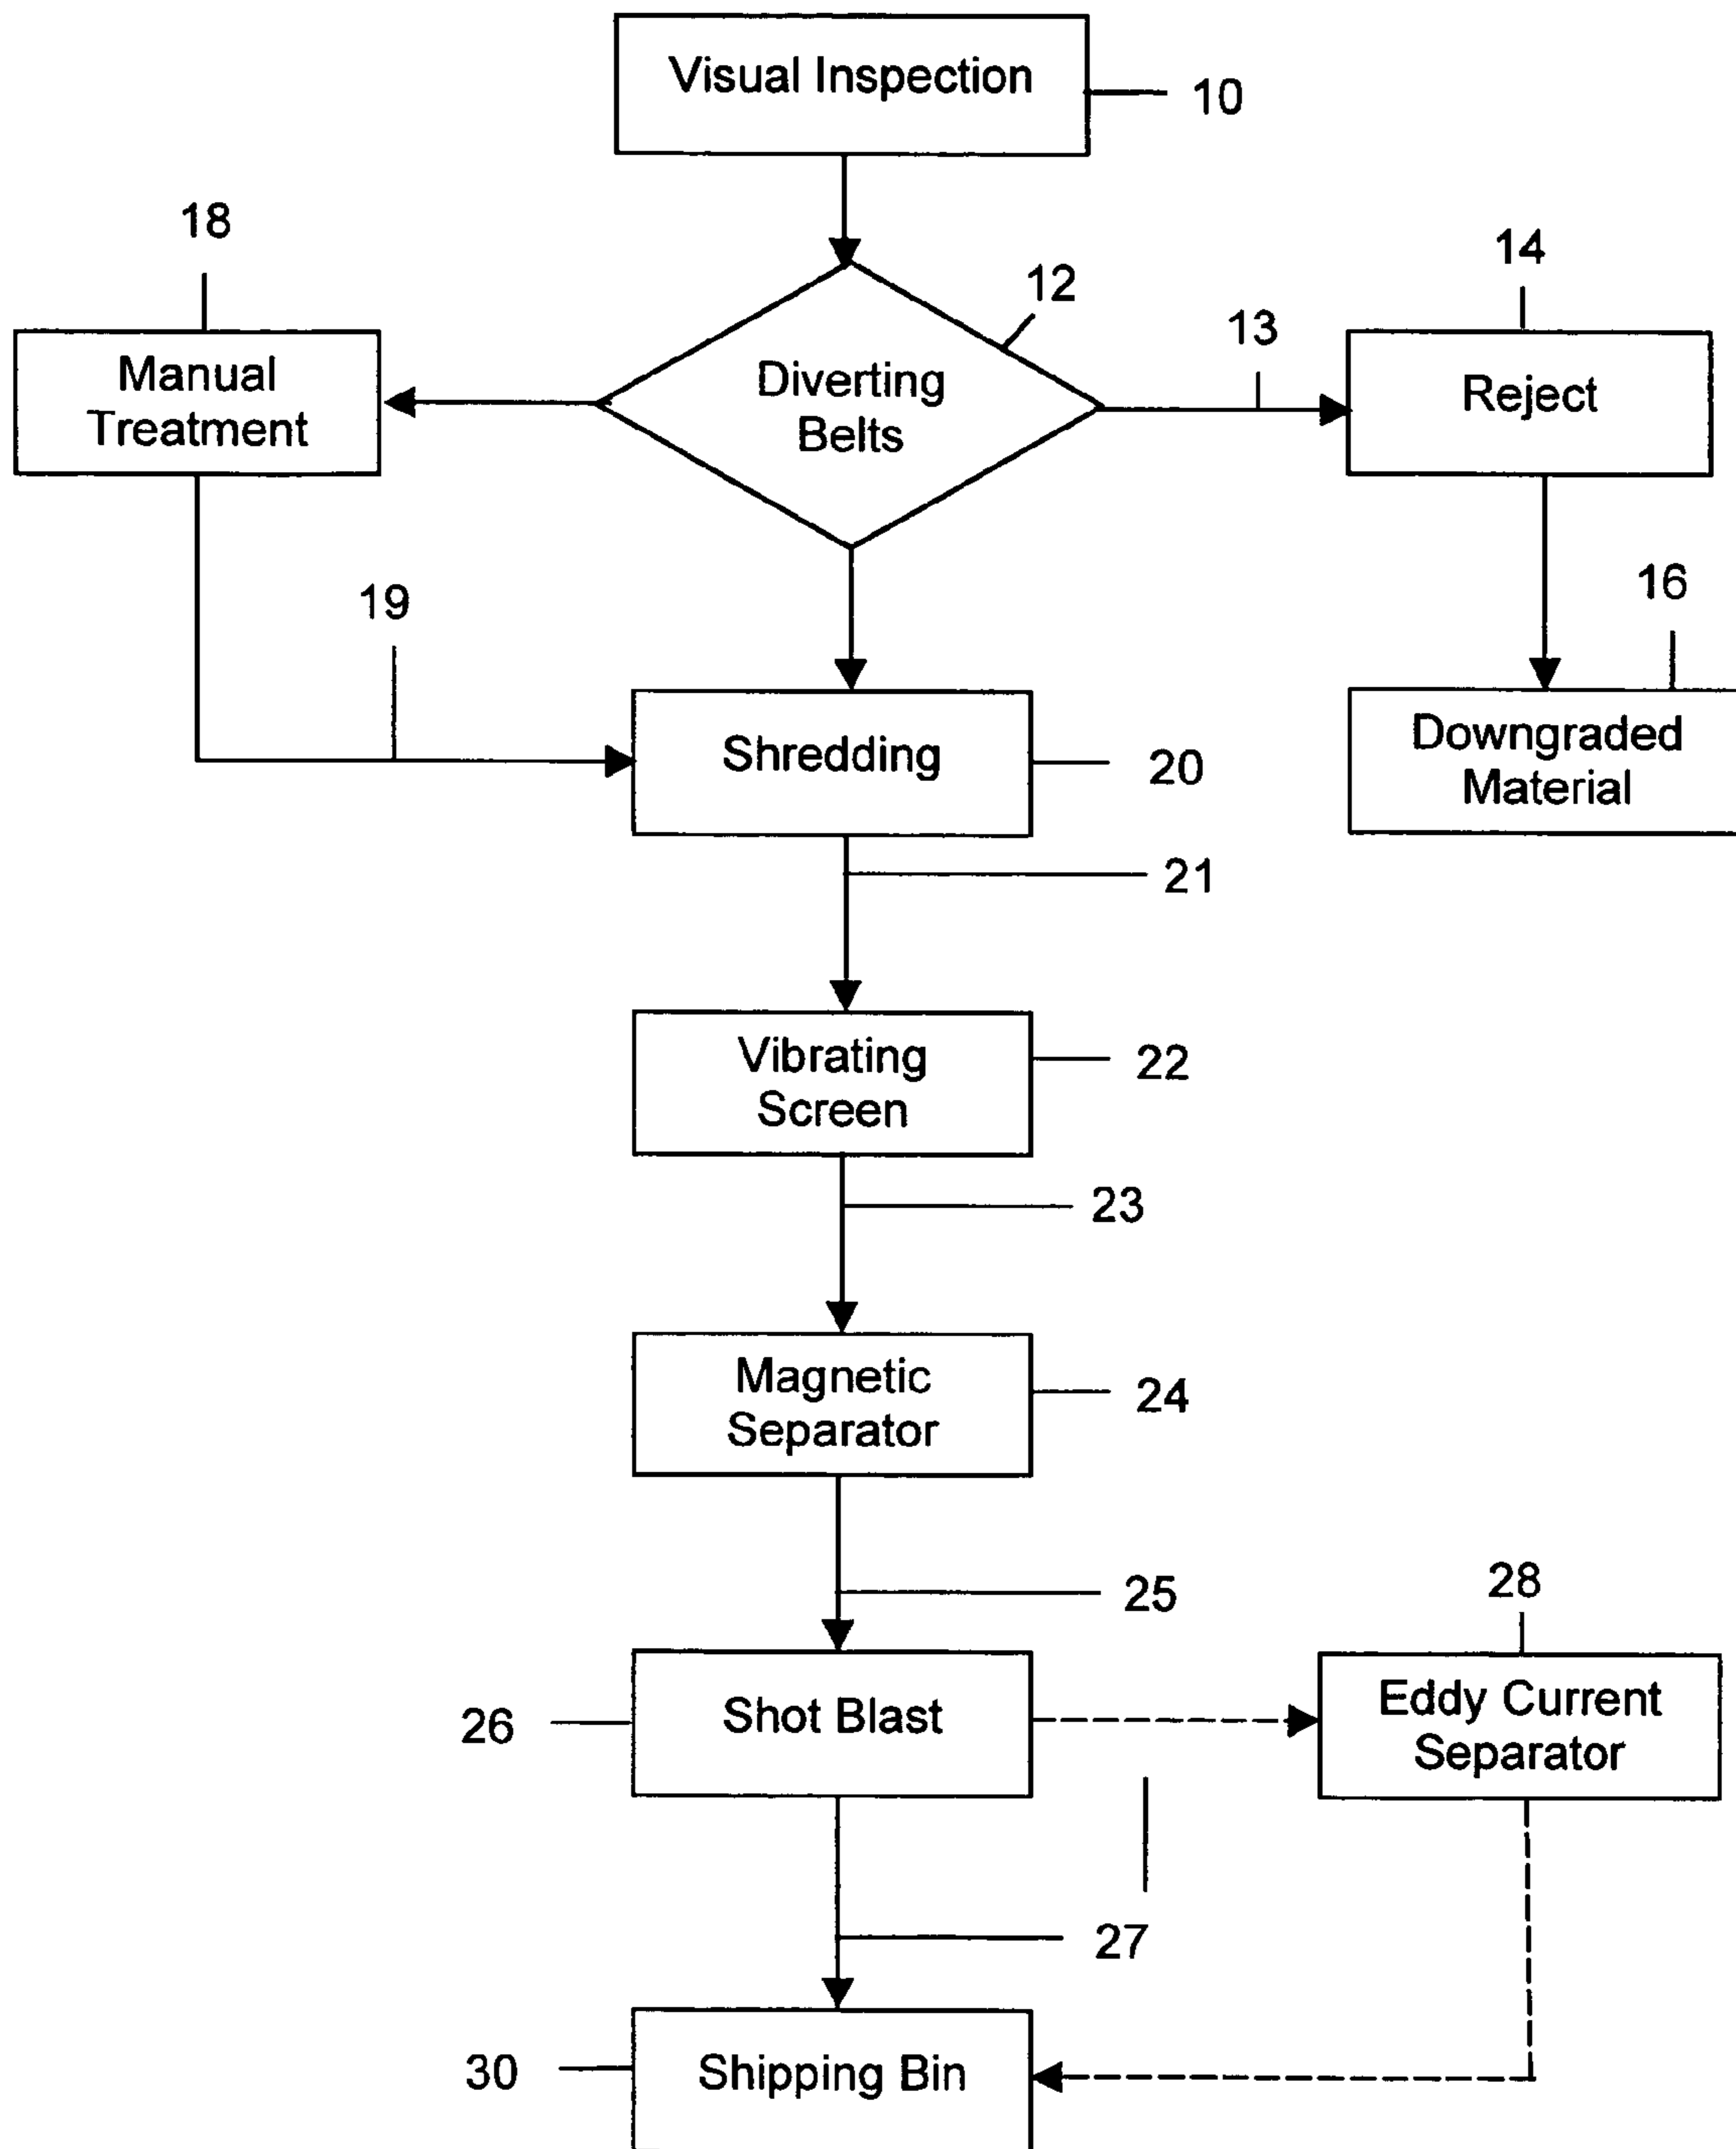 Visual Inspection
10
18
14
12
13
Manual
Treatment
Diverting
Belts
Reject
19
16
Shredding
20
Downgraded
Material
21
Vibrating
Screen
22
23
Magnetic
Separator
24
25
28
26
Shot Blast
Eddy Current
Separator
27
30
Shipping Bin